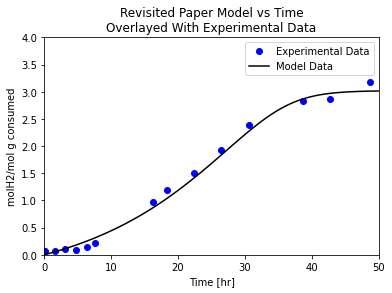 Revisited Paper Model vs Time
Overlayed With Experimental Data
Experimental Data
Model Data
molH2/mol g consumed
4.0
3.5
3.0
2.5
2.0
1.5
1.0
0.5
0.0
0 10 20 30 40 50
Time [hr]